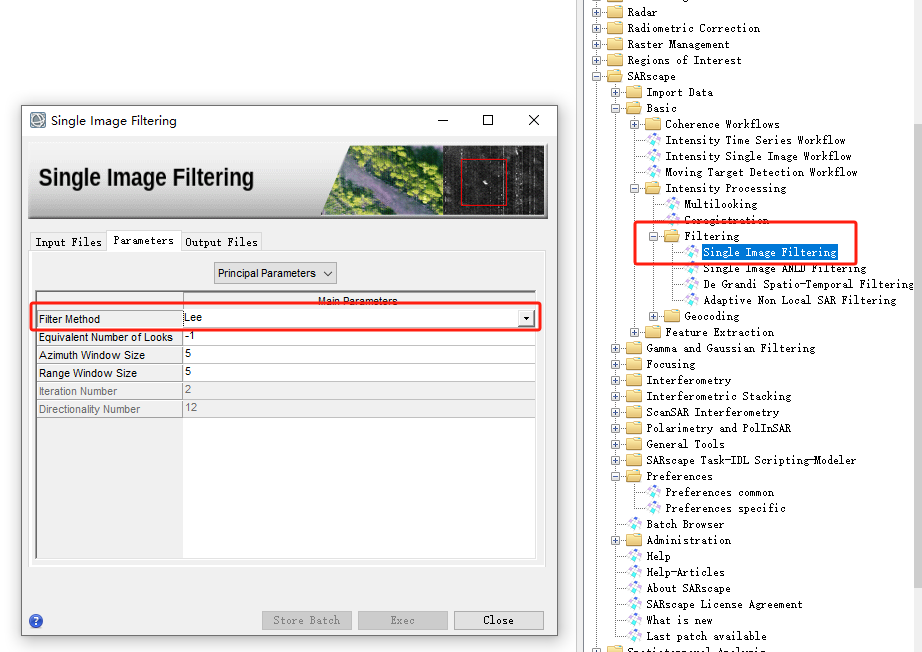 Single Image Filtering
Single Image Filtering
Input Files
Parameters
Output Files
Principal Parameters
Main Parameters
Filter Method
Lee
Equivalent Number of Looks
-1
Azimuth Window Size
5
Range Window Size
5
Iteration Number
2
Directionality Number
12
Store Batch
Exec
Close
Radar
Radiometric Correction
Raster Management
Regions of Interest
SARscape
Import Data
Basic
Coherence Workflows
Intensity Time Series Workflow
Intensity Single Image Workflow
Moving Target Detection Workflow
Intensity Processing
Multilooking
Coregistration
Filtering
Single Image Filtering
Single Image ANLD Filtering
De Grandi Spatio-Temporal Filtering
Adaptive Non Local SAR Filtering
Geocoding
Feature Extraction
Gamma and Gaussian Filtering
Focusing
Interferometry
Interferometric Stacking
ScanSAR Interferometry
Polarimetry and PolInSAR
General Tools
SARscape Task-IDL Scripting-Modeler
Preferences
Preferences common
Preferences specific
Batch Browser
Administration
Help
Help-Articles
About SARscape
SARscape License Agreement
What is new
Last patch available
Spatiotemporal Analysis